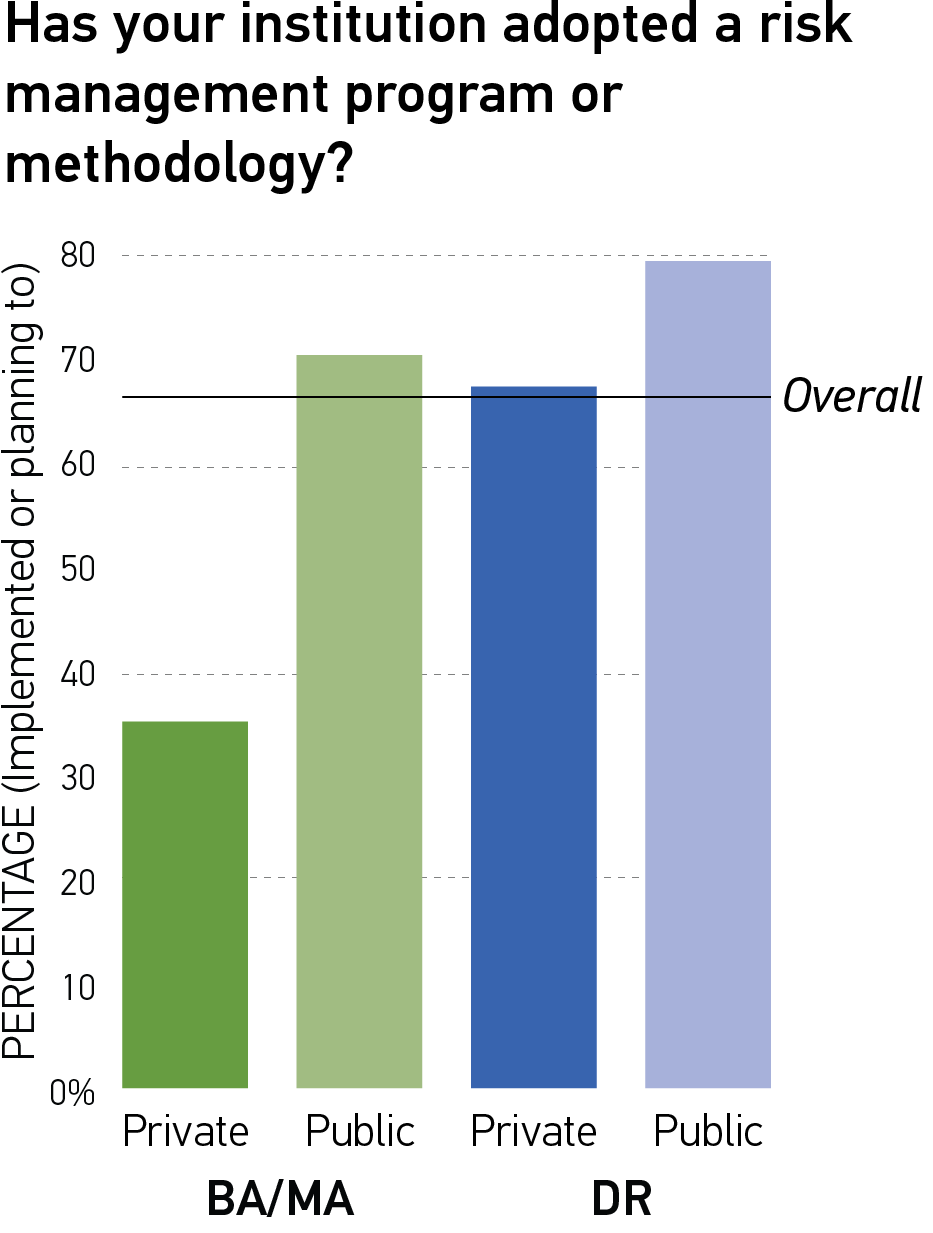 Has your institution adopted a risk
management program or
methodology?
PERCENTAGE (Implemented or planning to)
80
70
60
50
40
30
20
10
0%
Overall
Private Public Private Public
BA/MA DR